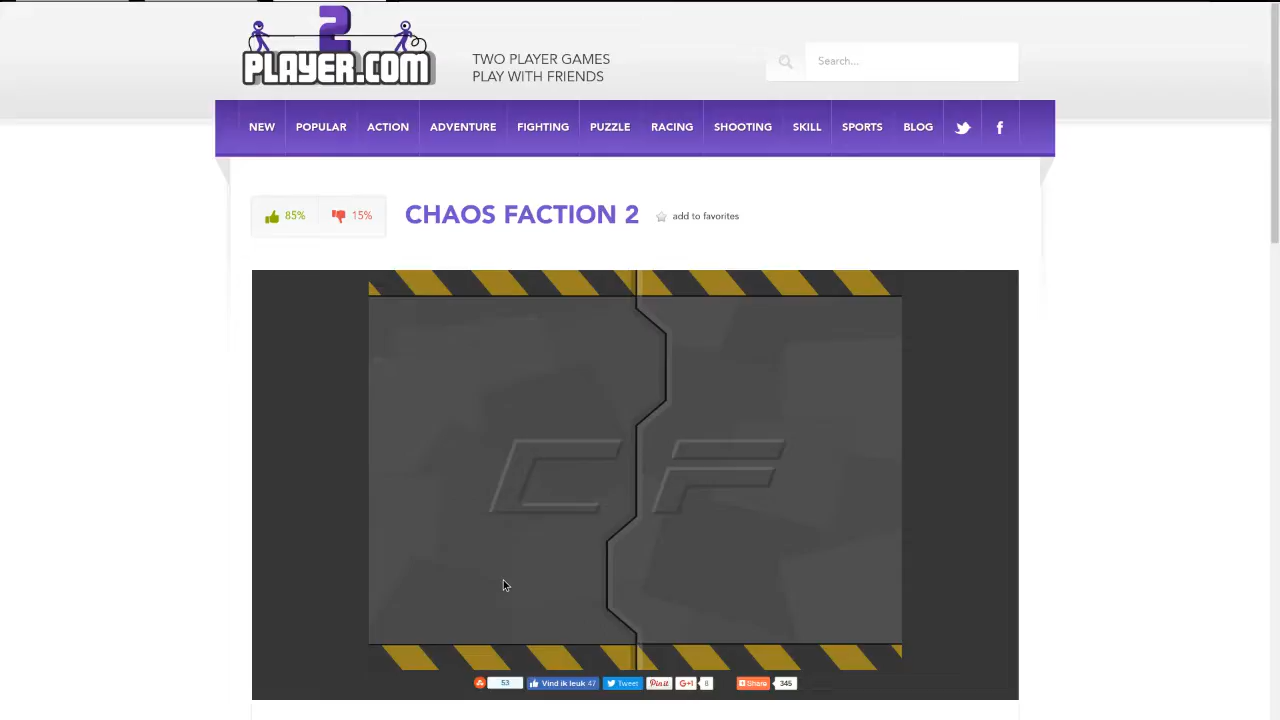 2
PLAYER.COM
TWO PLAYER GAMES
PLAY WITH FRIENDS
Search...
NEW POPULAR ACTION ADVENTURE FIGHTING PUZZLE RACING SHOOTING SKILL SPORTS BLOG
85% 15% CHAOS FACTION 2 add to favorites
CF
53 Vind ik leuk 47 Tweet Pin it G+1 8 Share 345